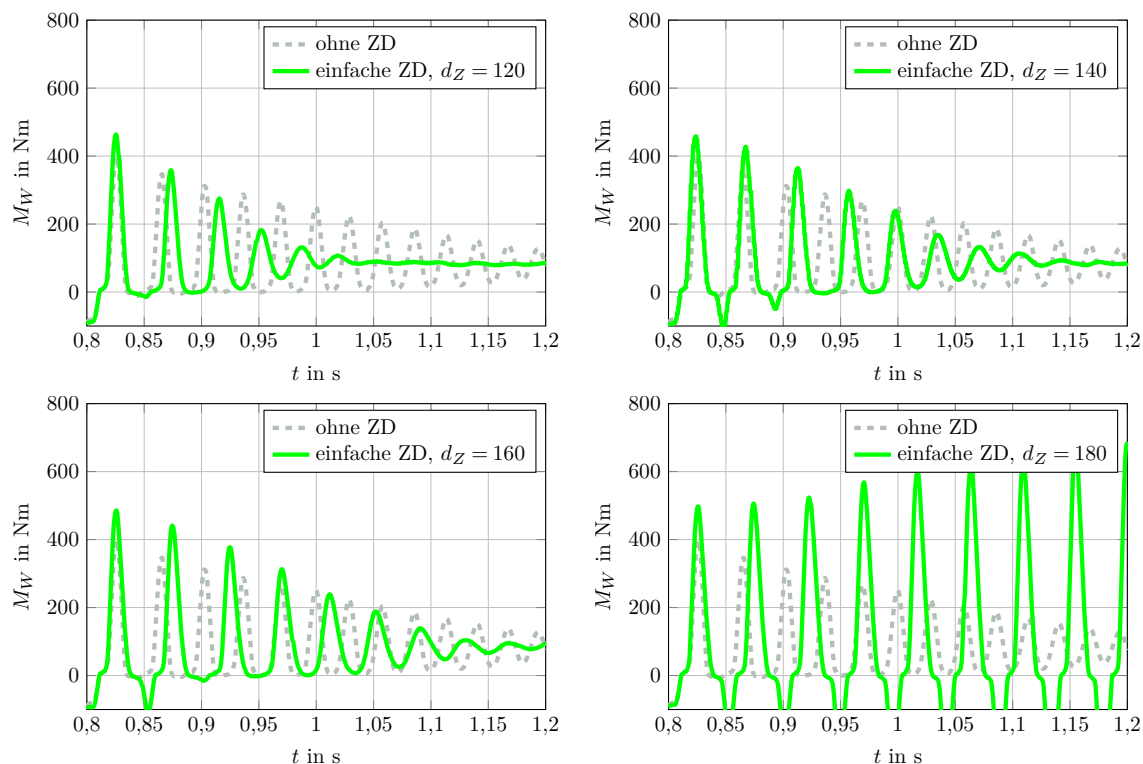 800
600
400
200
0
M_W in Nm
ohne ZD
einfache ZD, d_Z = 120
0,8 0,85 0,9 0,95 1 1,05 1,1 1,15 1,2
t in s
800
600
400
200
0
M_W in Nm
ohne ZD
einfache ZD, d_Z = 140
0,8 0,85 0,9 0,95 1 1,05 1,1 1,15 1,2
t in s
800
600
400
200
0
M_W in Nm
ohne ZD
einfache ZD, d_Z = 160
0,8 0,85 0,9 0,95 1 1,05 1,1 1,15 1,2
t in s
800
600
400
200
0
M_W in Nm
ohne ZD
einfache ZD, d_Z = 180
0,8 0,85 0,9 0,95 1 1,05 1,1 1,15 1,2
t in s